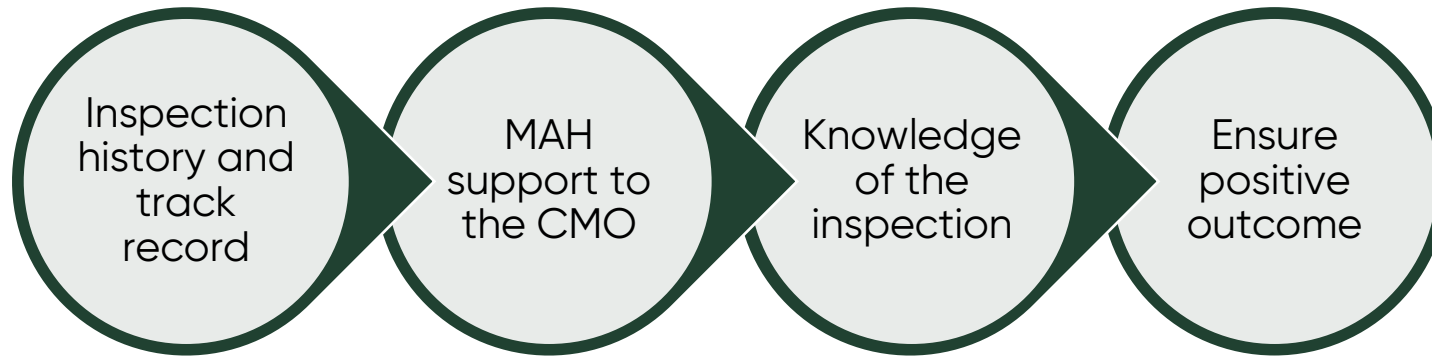 Inspection
history and
track
record
MAH
support to
the CMO
Knowledge
of the
inspection
Ensure
positive
outcome